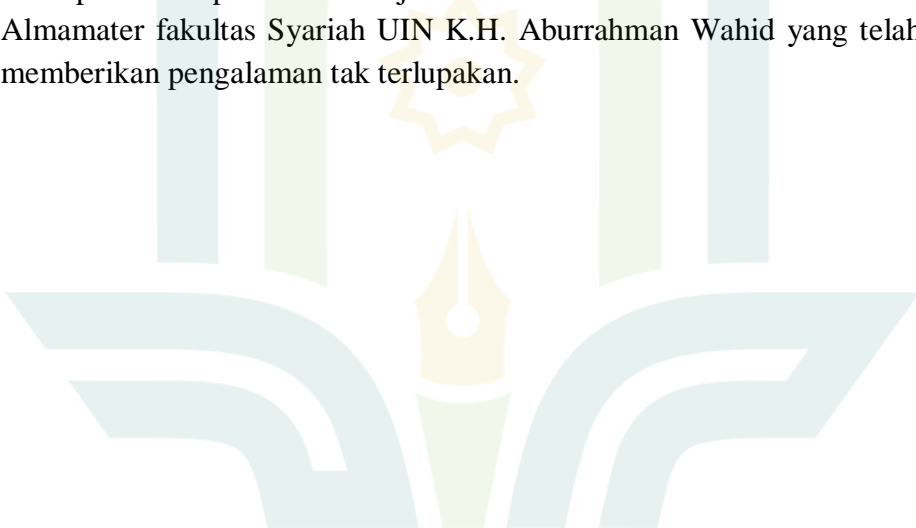 Almamater fakultas Syariah UIN K.H. Aburrahman Wahid yang telah
memberikan pengalaman tak terlupakan.